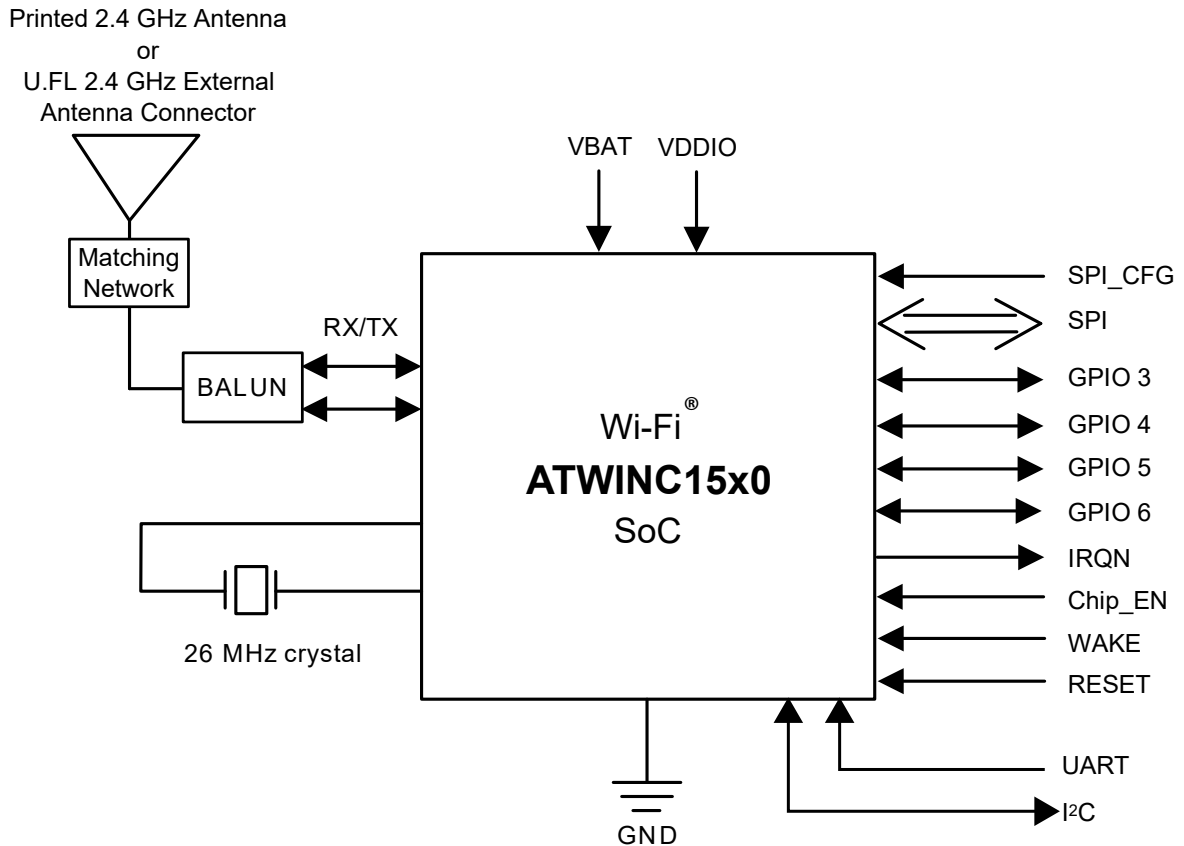 Printed 2.4 GHz Antenna
or
U.FL 2.4 GHz External
Antenna Connector
Matching
Network
BALUN
RX/TX
VBAT
VDDIO
Wi-Fi®
ATWINC15x0
SoC
26 MHz crystal
GND
SPI_CFG
SPI
GPIO 3
GPIO 4
GPIO 5
GPIO 6
IRQN
Chip_EN
WAKE
RESET
UART
I²C